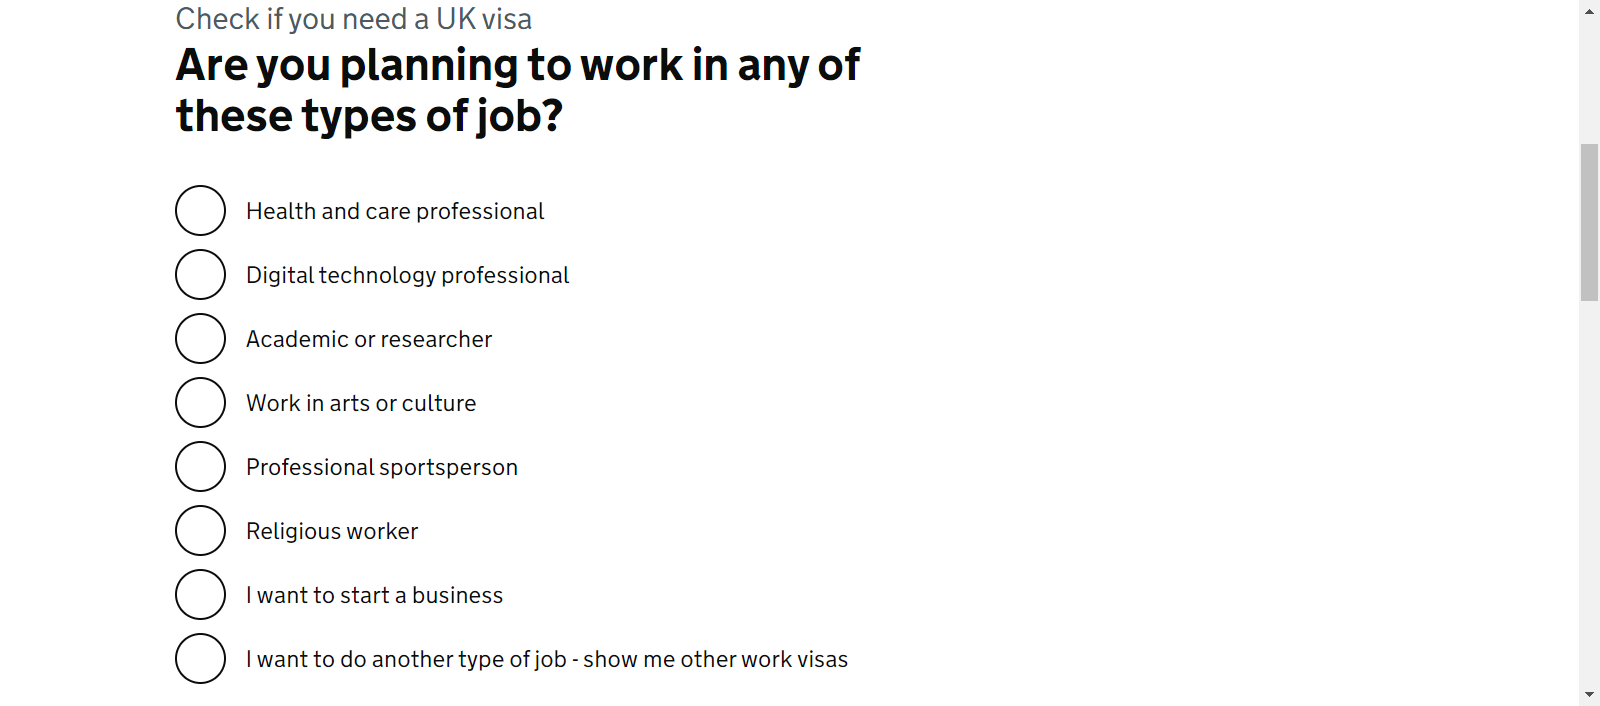 Check if you need a UK visa
Are you planning to work in any of
these types of job?
Health and care professional
Digital technology professional
Academic or researcher
Work in arts or culture
Professional sportsperson
Religious worker
I want to start a business
I want to do another type of job - show me other work visas